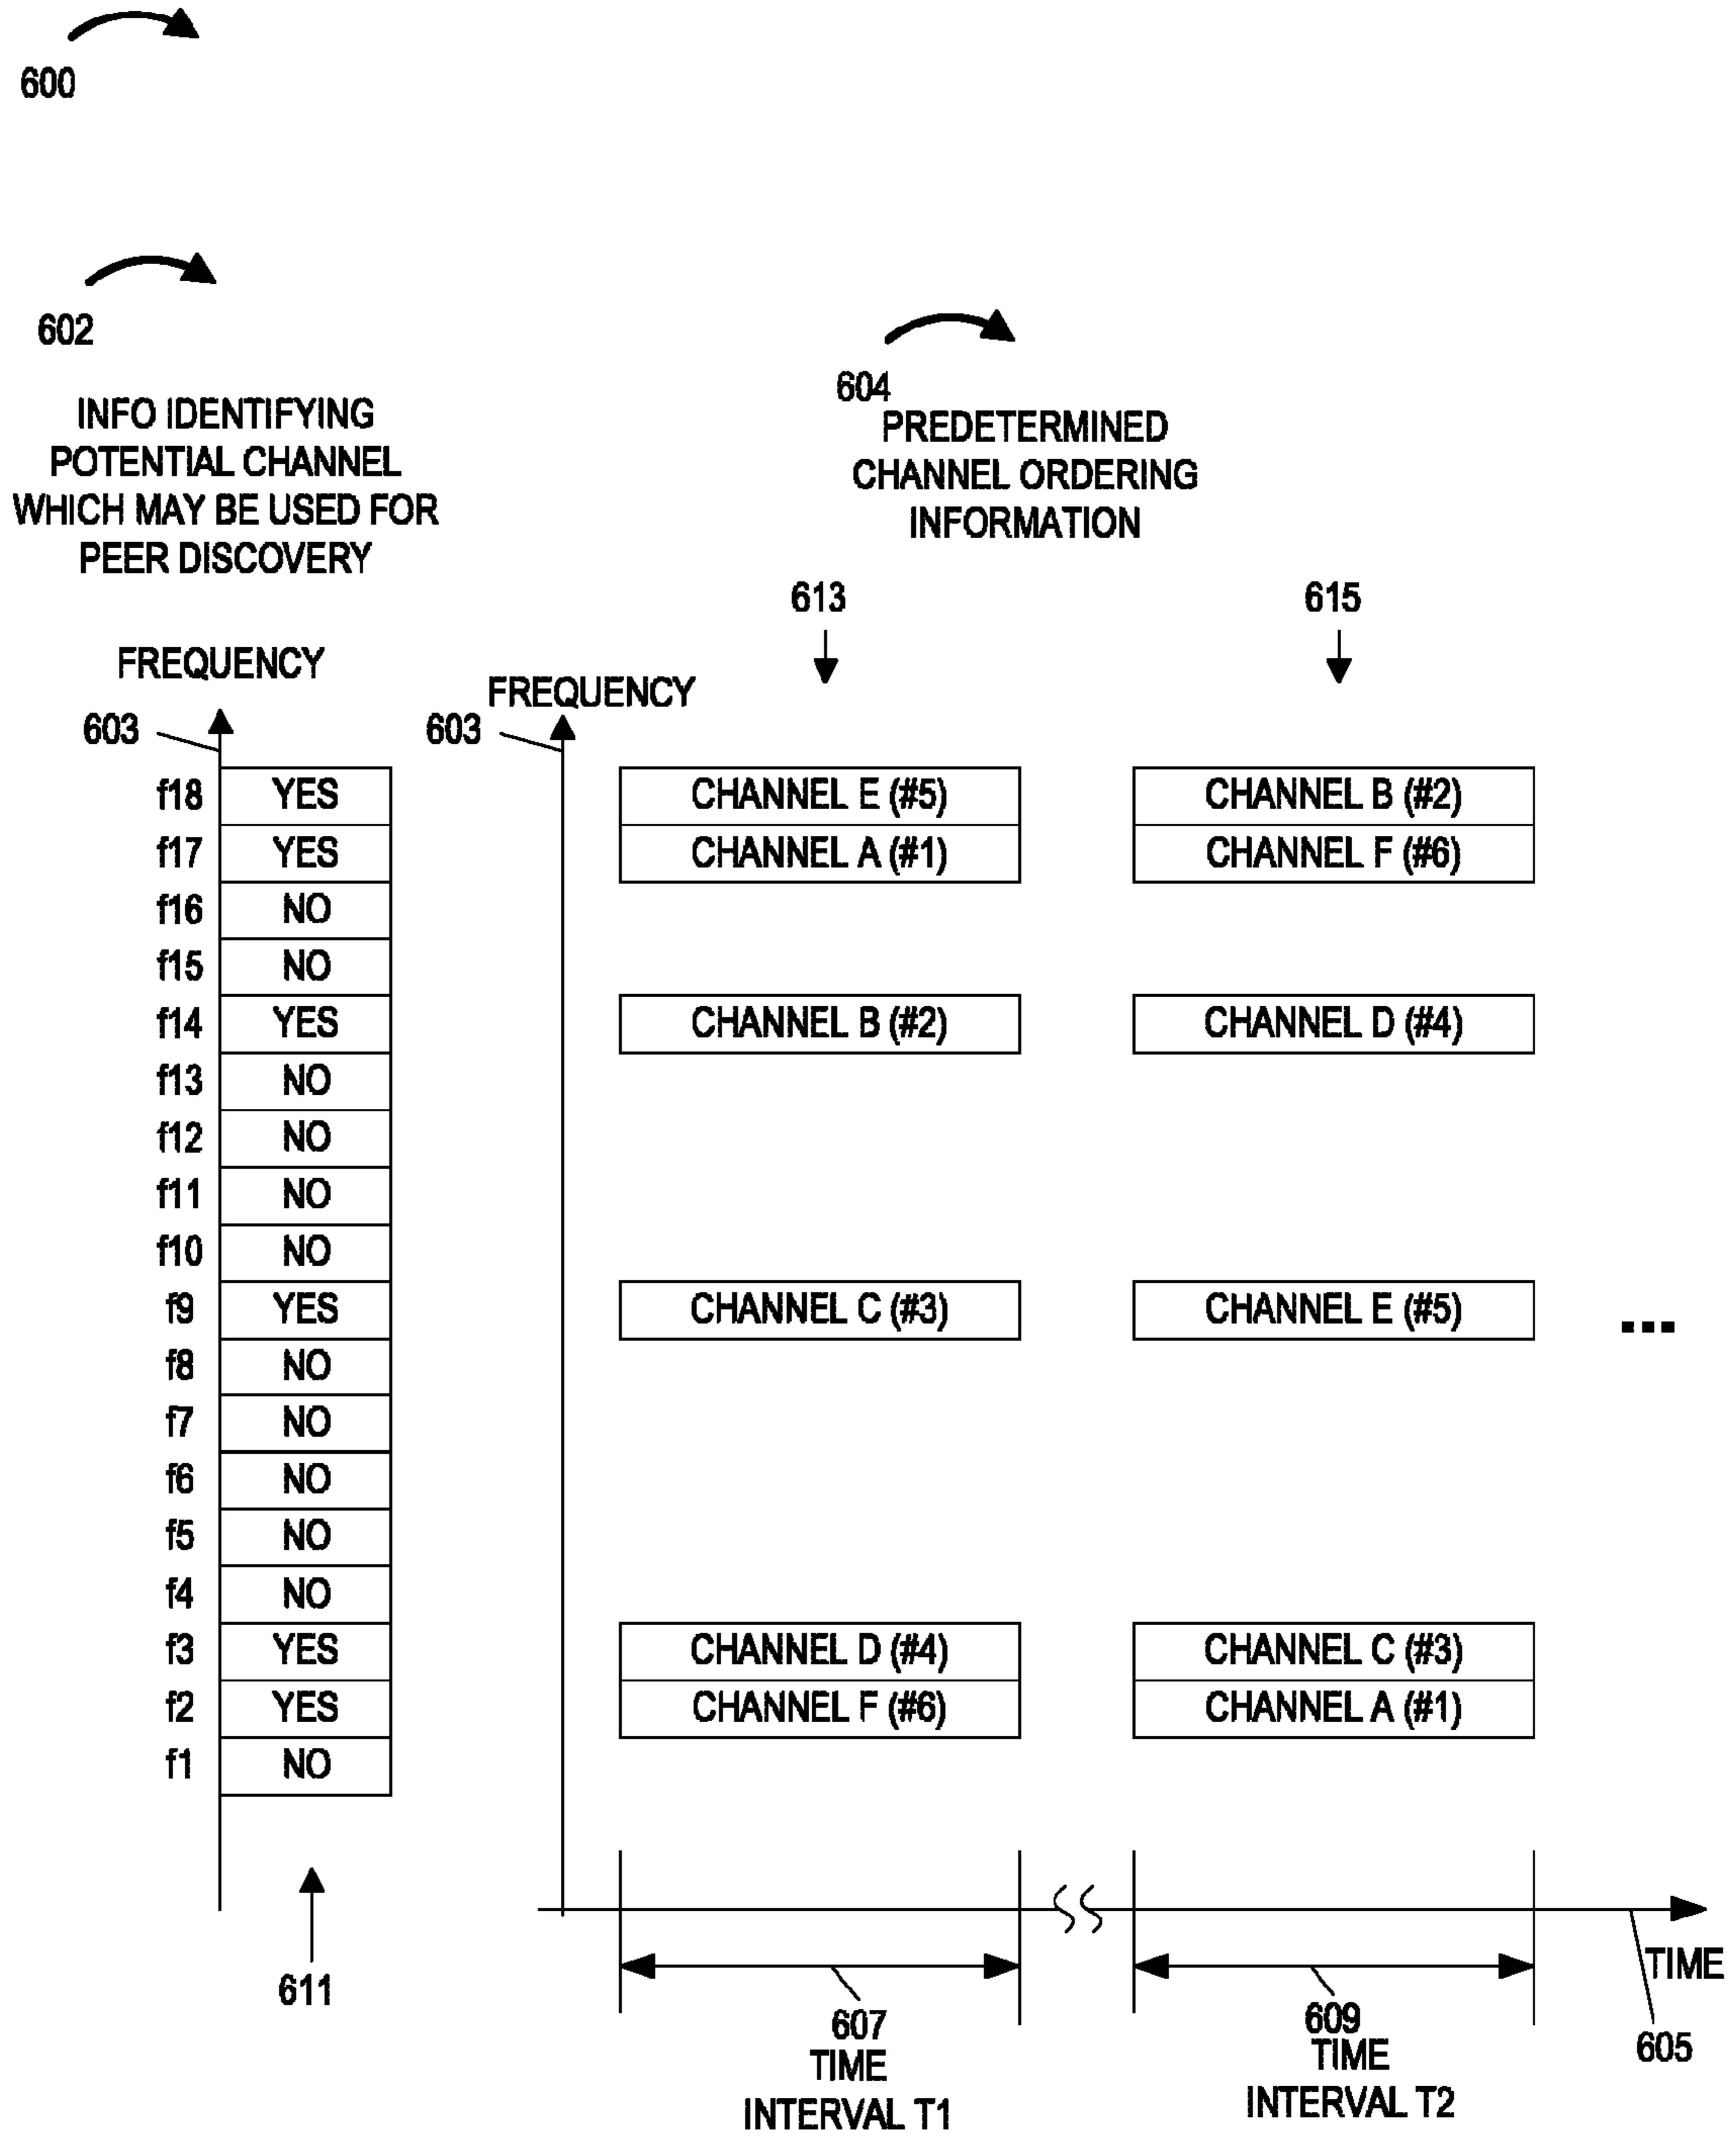 600
602
604
INFO IDENTIFYING
POTENTIAL CHANNEL
WHICH MAY BE USED FOR
PEER DISCOVERY
PREDETERMINED
CHANNEL ORDERING
INFORMATION
613
615
FREQUENCY
FREQUENCY
603
603
f18 YES CHANNEL E (#5) CHANNEL B (#2)
f17 YES CHANNEL A (#1) CHANNEL F (#6)
f16 NO
f15 NO
f14 YES CHANNEL B (#2) CHANNEL D (#4)
f13 NO
f12 NO
f11 NO
f10 NO
f9 YES CHANNEL C (#3) CHANNEL E (#5) ...
f8 NO
f7 NO
f6 NO
f5 NO
f4 NO
f3 YES CHANNEL D (#4) CHANNEL C (#3)
f2 YES CHANNEL F (#6) CHANNEL A (#1)
f1 NO
611
TIME
605
607
TIME
INTERVAL T1
609
TIME
INTERVAL T2